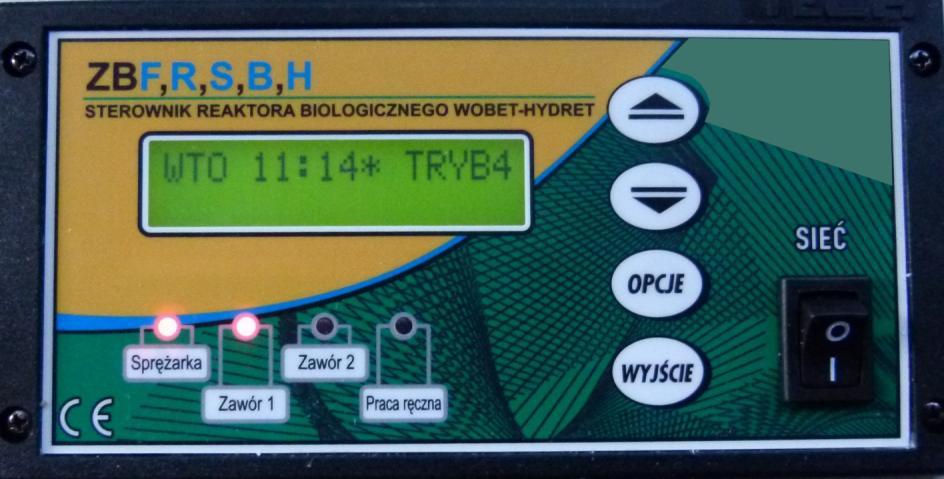 ZBF,R,S,B,H
STEROWNIK REAKTORA BIOLOGICZNEGO WOBET-HYDRET
WTO 11:14* TRYB4
SIEĆ
OPCJE
WYJŚCIE
O
I
Sprężarka
Zawór 1
Zawór 2
Praca ręczna
CE